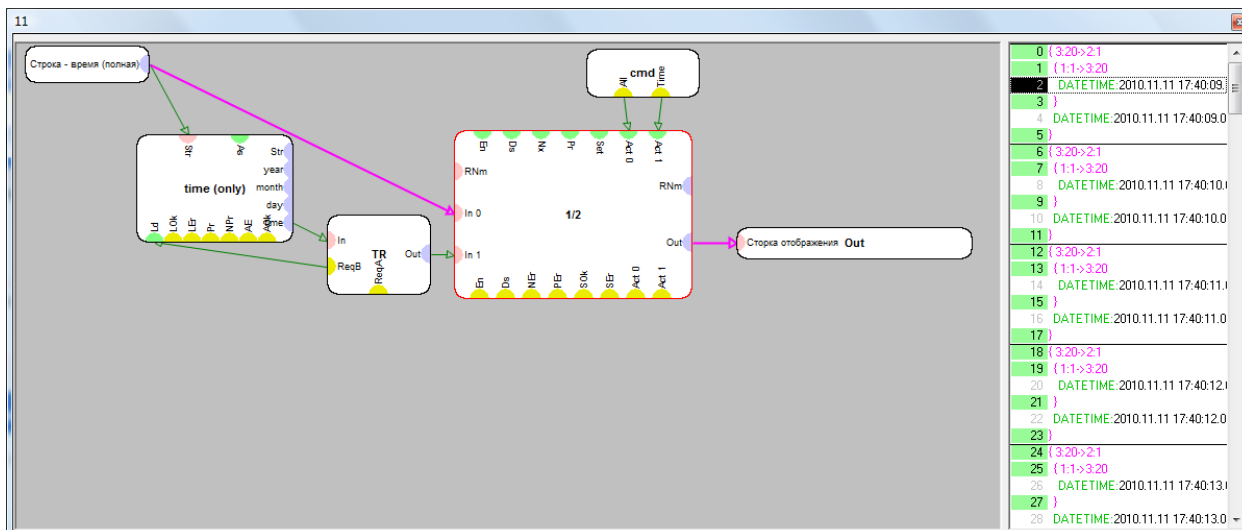 11
Строка - время (полная)
cmd
IN
Time
Str
As
time (only)
Str
year
month
day
time
Ld
LOk
LEr
Pr
NPr
AE
AOk
In
ReqB
TR
ReqA
Out
En
Ds
Nx
Pr
Set
Act 0
Act 1
RNm
In 0
In 1
1/2
RNm
Out
En
Ds
NEr
PEr
SOk
SEr
Act 0
Act 1
Сторка отображения Out
0 { 3:20->2:1
1 { 1:1->3:20
2 DATETIME:2010.11.11 17:40:09.
3 }
4 DATETIME:2010.11.11 17:40:09.0
5 }
6 { 3:20->2:1
7 { 1:1->3:20
8 DATETIME:2010.11.11 17:40:10.
9 }
10 DATETIME:2010.11.11 17:40:10.0
11 }
12 { 3:20->2:1
13 { 1:1->3:20
14 DATETIME:2010.11.11 17:40:11.
15 }
16 DATETIME:2010.11.11 17:40:11.0
17 }
18 { 3:20->2:1
19 { 1:1->3:20
20 DATETIME:2010.11.11 17:40:12.
21 }
22 DATETIME:2010.11.11 17:40:12.0
23 }
24 { 3:20->2:1
25 { 1:1->3:20
26 DATETIME:2010.11.11 17:40:13.
27 }
28 DATETIME:2010.11.11 17:40:13.0